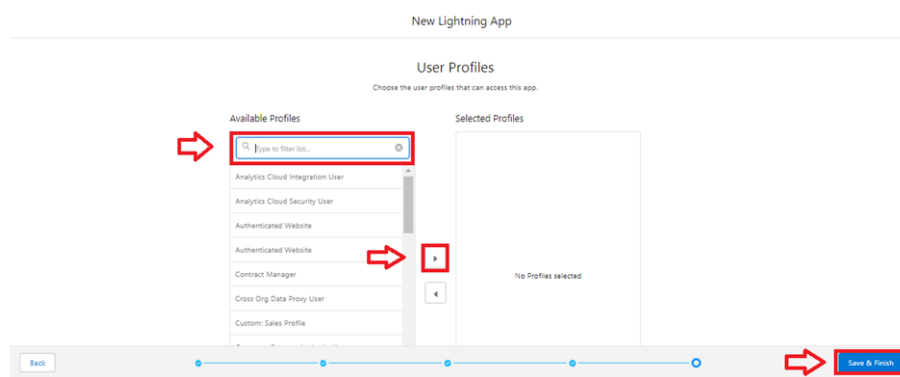 New Lightning App
User Profiles
Choose the user profiles that can access this app.
Available Profiles
Type to filter list...
Analytics Cloud Integration User
Analytics Cloud Security User
Authenticated Website
Authenticated Website
Contract Manager
Cross Org Data Proxy User
Custom: Sales Profile
Selected Profiles
No Profiles selected
Back
Save & Finish